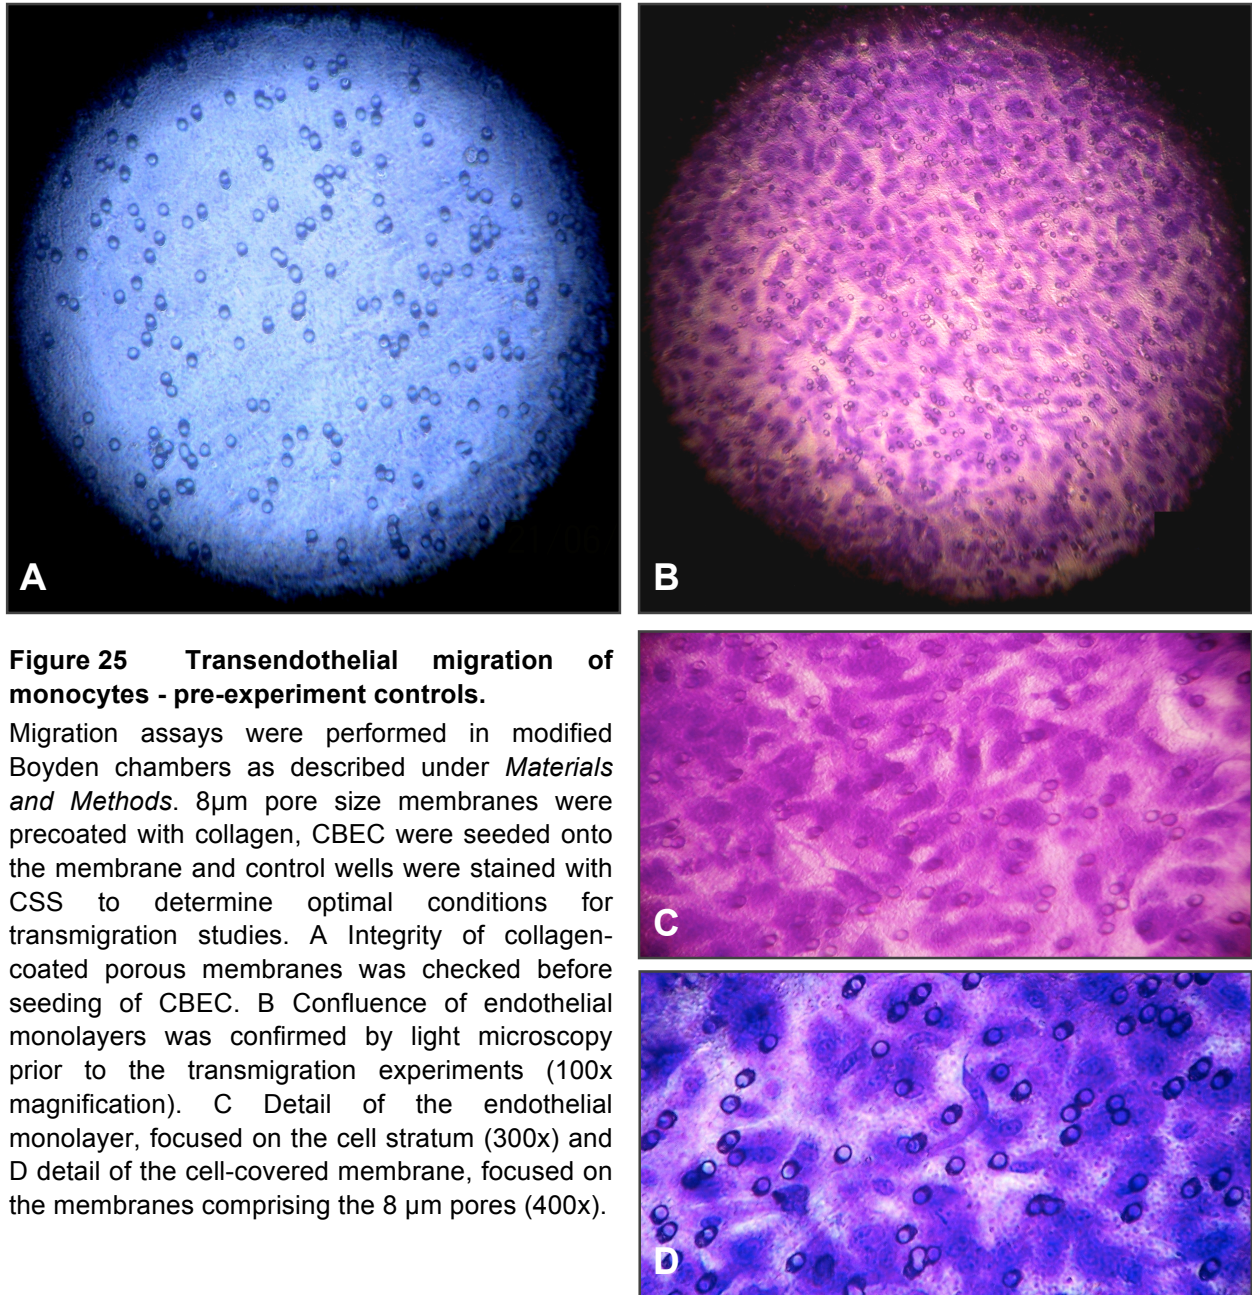 A
B
Figure 25 Transendothelial migration of
monocytes - pre-experiment controls.
Migration assays were performed in modified
Boyden chambers as described under Materials
and Methods. 8µm pore size membranes were
precoated with collagen, CBEC were seeded onto
the membrane and control wells were stained with
CSS to determine optimal conditions for
transmigration studies. A Integrity of collagen-
coated porous membranes was checked before
seeding of CBEC. B Confluence of endothelial
monolayers was confirmed by light microscopy
prior to the transmigration experiments (100x
magnification). C Detail of the endothelial
monolayer, focused on the cell stratum (300x) and
D detail of the cell-covered membrane, focused on
the membranes comprising the 8 µm pores (400x).
C
D